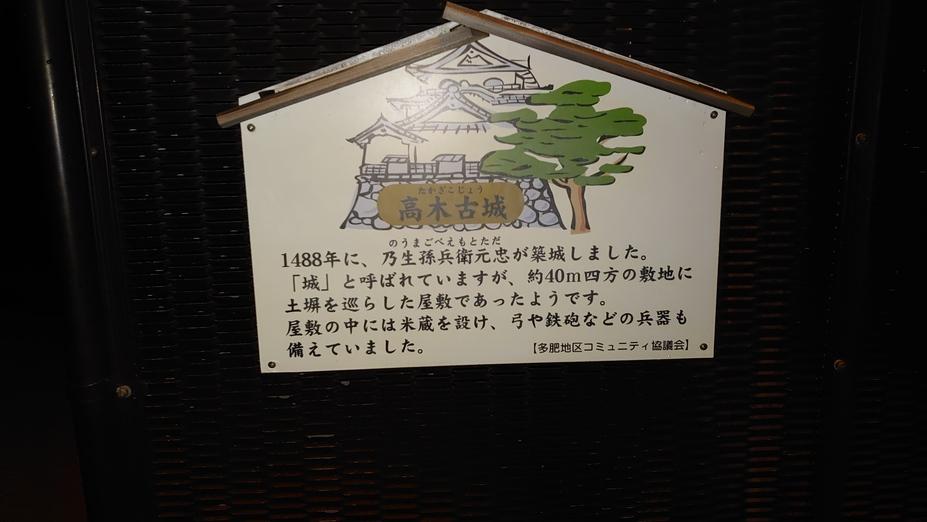 たかぎこじょう
高木古城
のうまごべえもとただ
1488年に、乃生孫兵衛元忠が築城しました。
「城」と呼ばれていますが、約40m四方の敷地に
土塀を巡らした屋敷であったようです。
屋敷の中には米蔵を設け、弓や鉄砲などの兵器も
備えていました。
【多肥地区コミュニティ協議会】